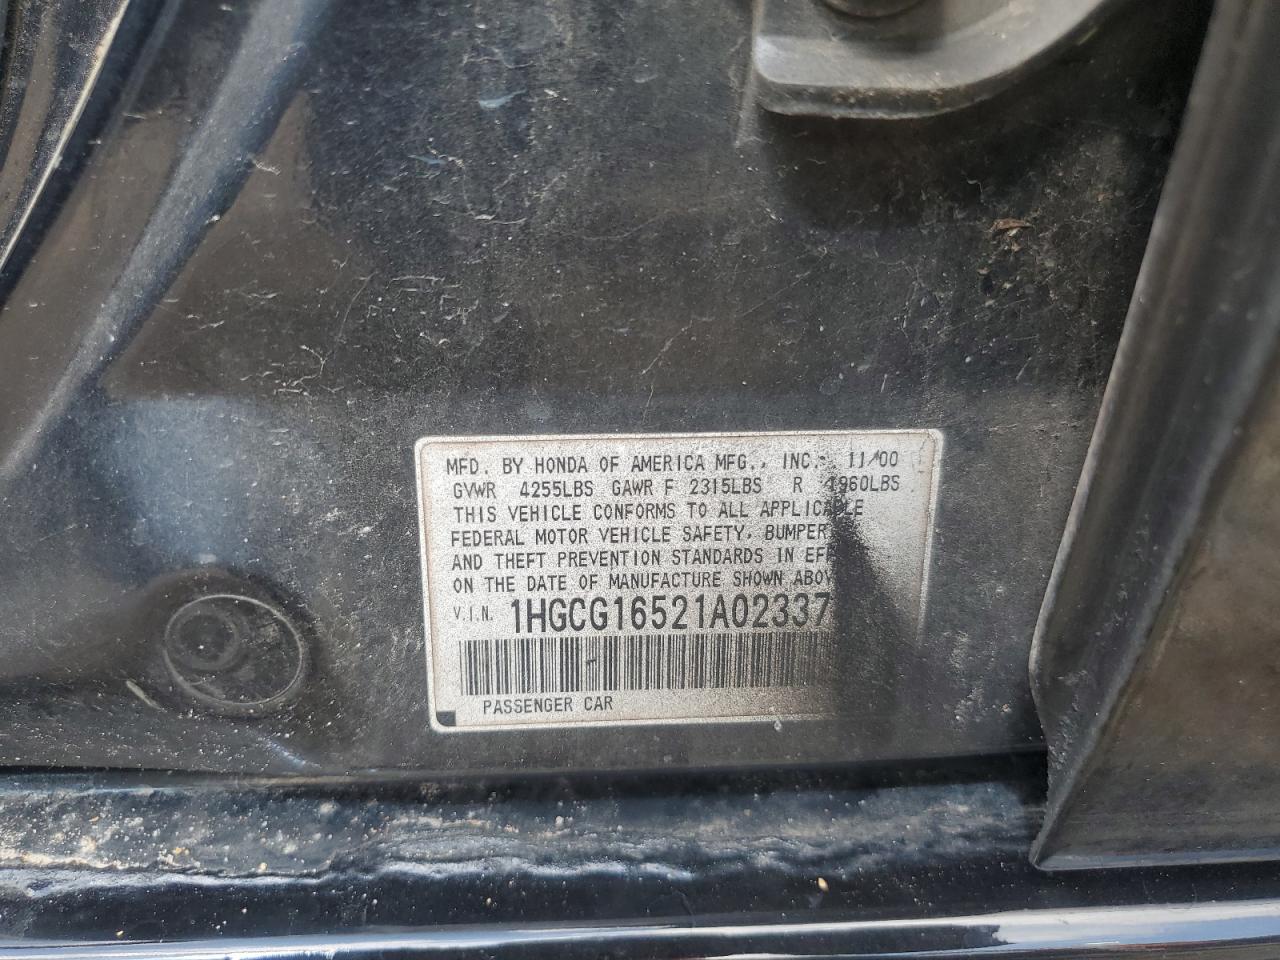 MFD. BY HONDA OF AMERICA MFG., INC. 11/00
GVWR 4255LBS GAWR F 2315LBS R 1960LBS
THIS VEHICLE CONFORMS TO ALL APPLICABLE
FEDERAL MOTOR VEHICLE SAFETY, BUMPER
AND THEFT PREVENTION STANDARDS IN EFF
ON THE DATE OF MANUFACTURE SHOWN ABOV
V.I.N. 1HGCG16521A02337
PASSENGER CAR